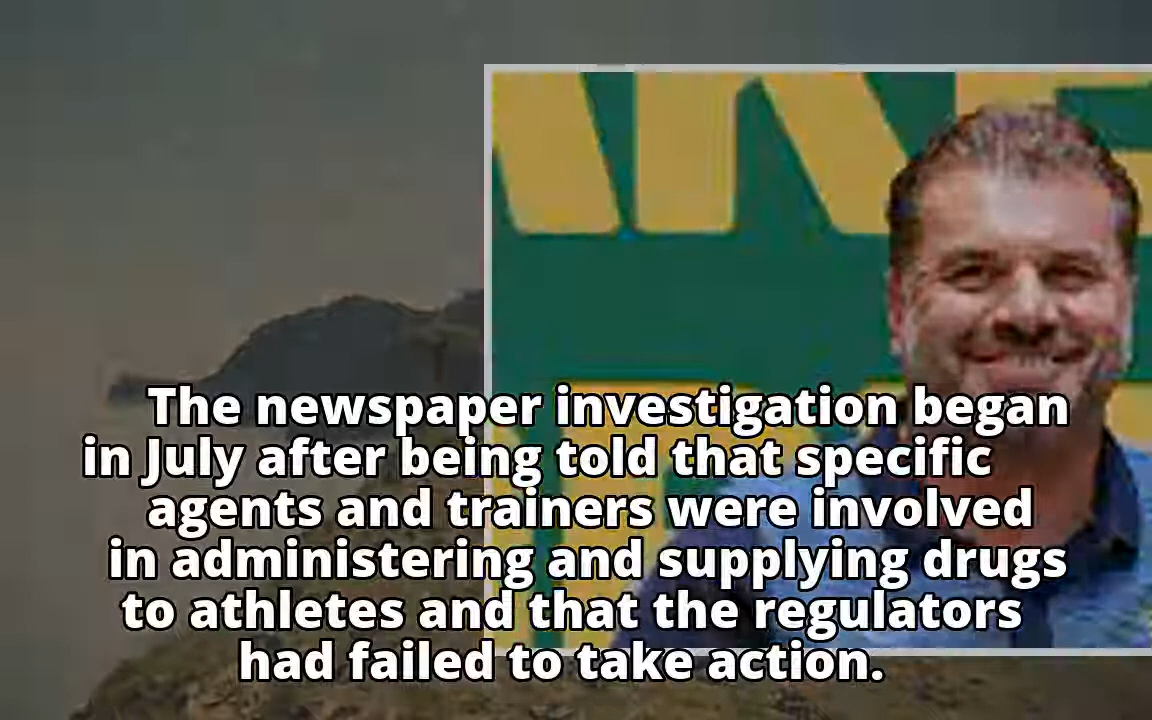 The newspaper investigation began
in July after being told that specific
agents and trainers were involved
in administering and supplying drugs
to athletes and that the regulators
had failed to take action.